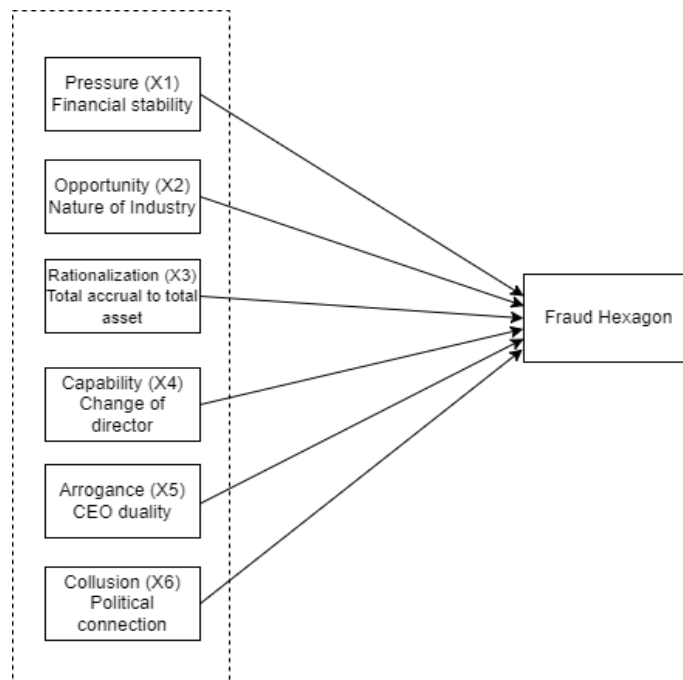 Pressure (X1)
Financial stability
Opportunity (X2)
Nature of Industry
Rationalization (X3)
Total accrual to total
asset
Capability (X4)
Change of
director
Arrogance (X5)
CEO duality
Collusion (X6)
Political
connection
Fraud Hexagon